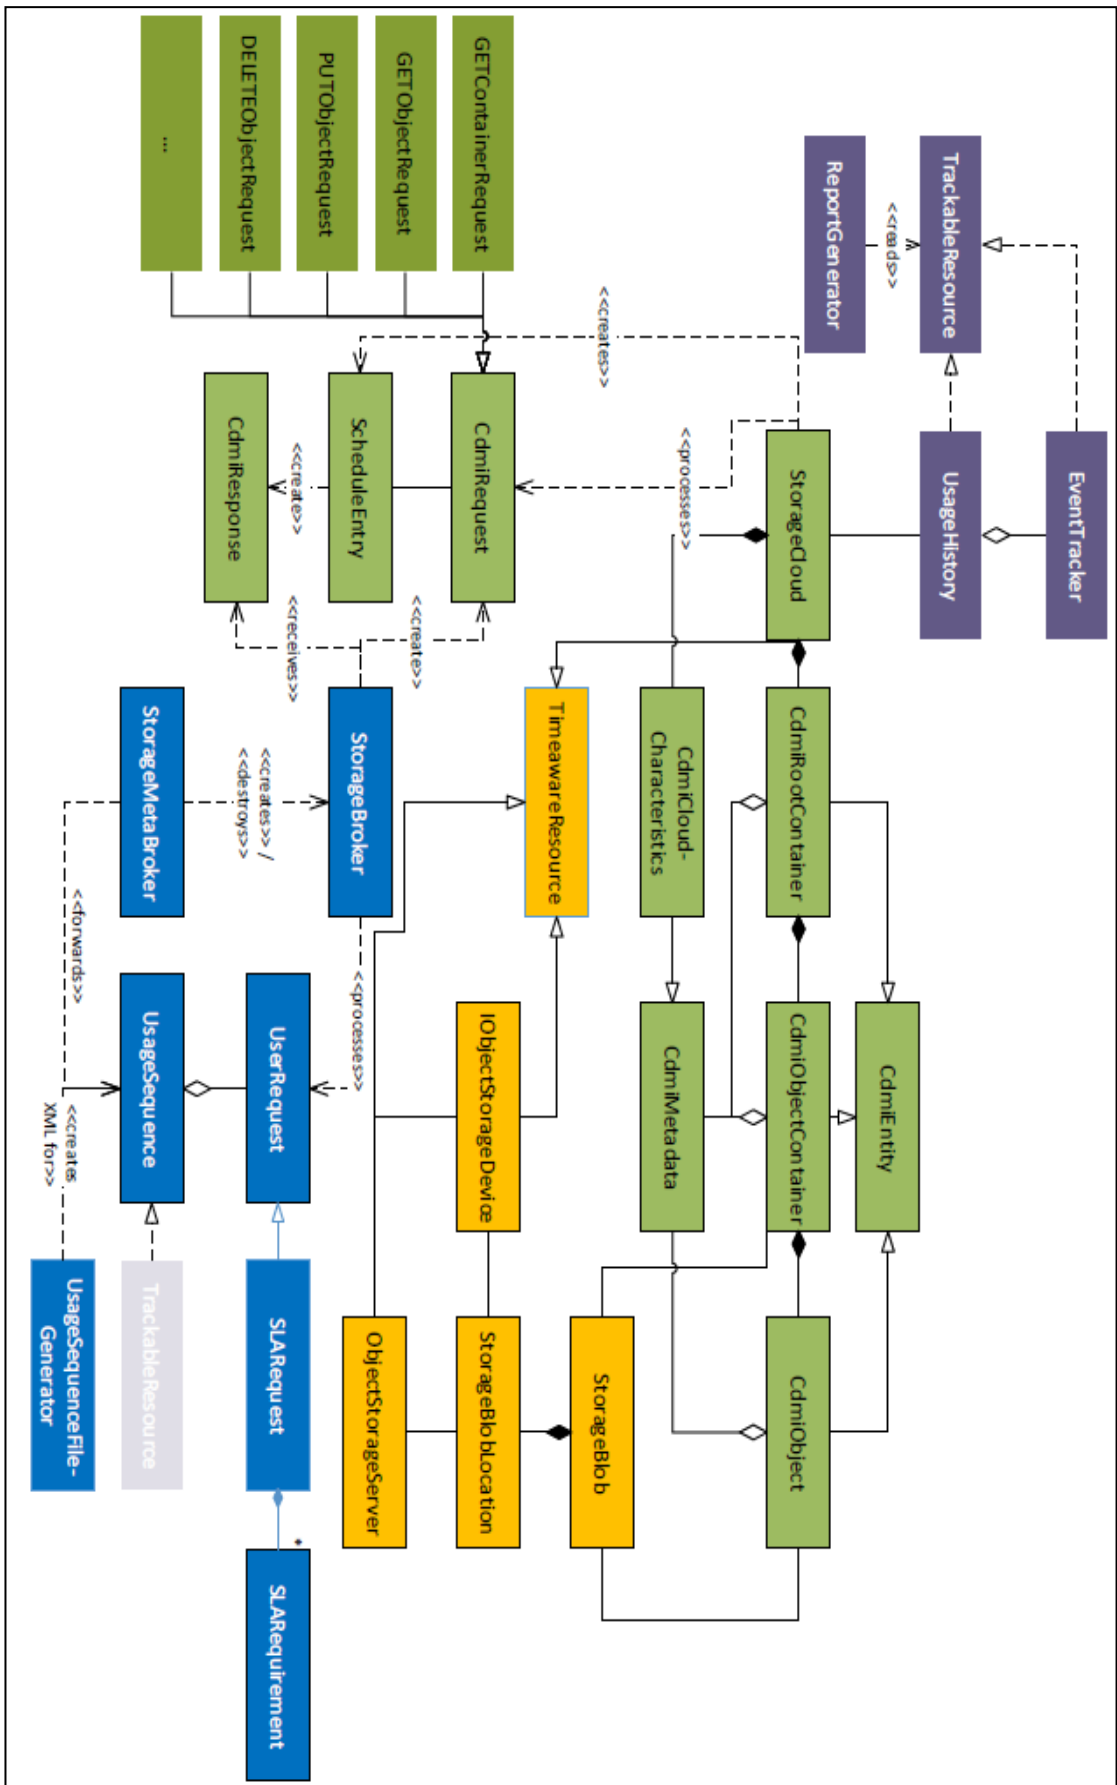 EventTracker
TrackableResource
UsageHistory
<<reads>>
ReportGenerator
CdmiEntity
StorageCloud
CdmiRootContainer
CdmiObjectContainer
CdmiObject
<<processes>>
CdmiCloud-
Characteristics
CdmiMetadata
<<creates>>
TimeawareResource
StorageBlob
GETContainerRequest
CdmiRequest
IObjectStorageDevice
StorageBlobLocation
GETObjectRequest
<<create>>
PUTObjectRequest
ScheduleEntry
StorageBroker
<<processes>>
ObjectStorageServer
<<create>>
<<receives>>
DELETEObjectRequest
CdmiResponse
<<creates>> /
<<destroys>>
UserRequest
SLARequest
*
SLARequirement
...
StorageMetaBroker
UsageSequence
TrackableResource
<<forwards>>
<<creates
XML for>>
UsageSequenceFile-
Generator